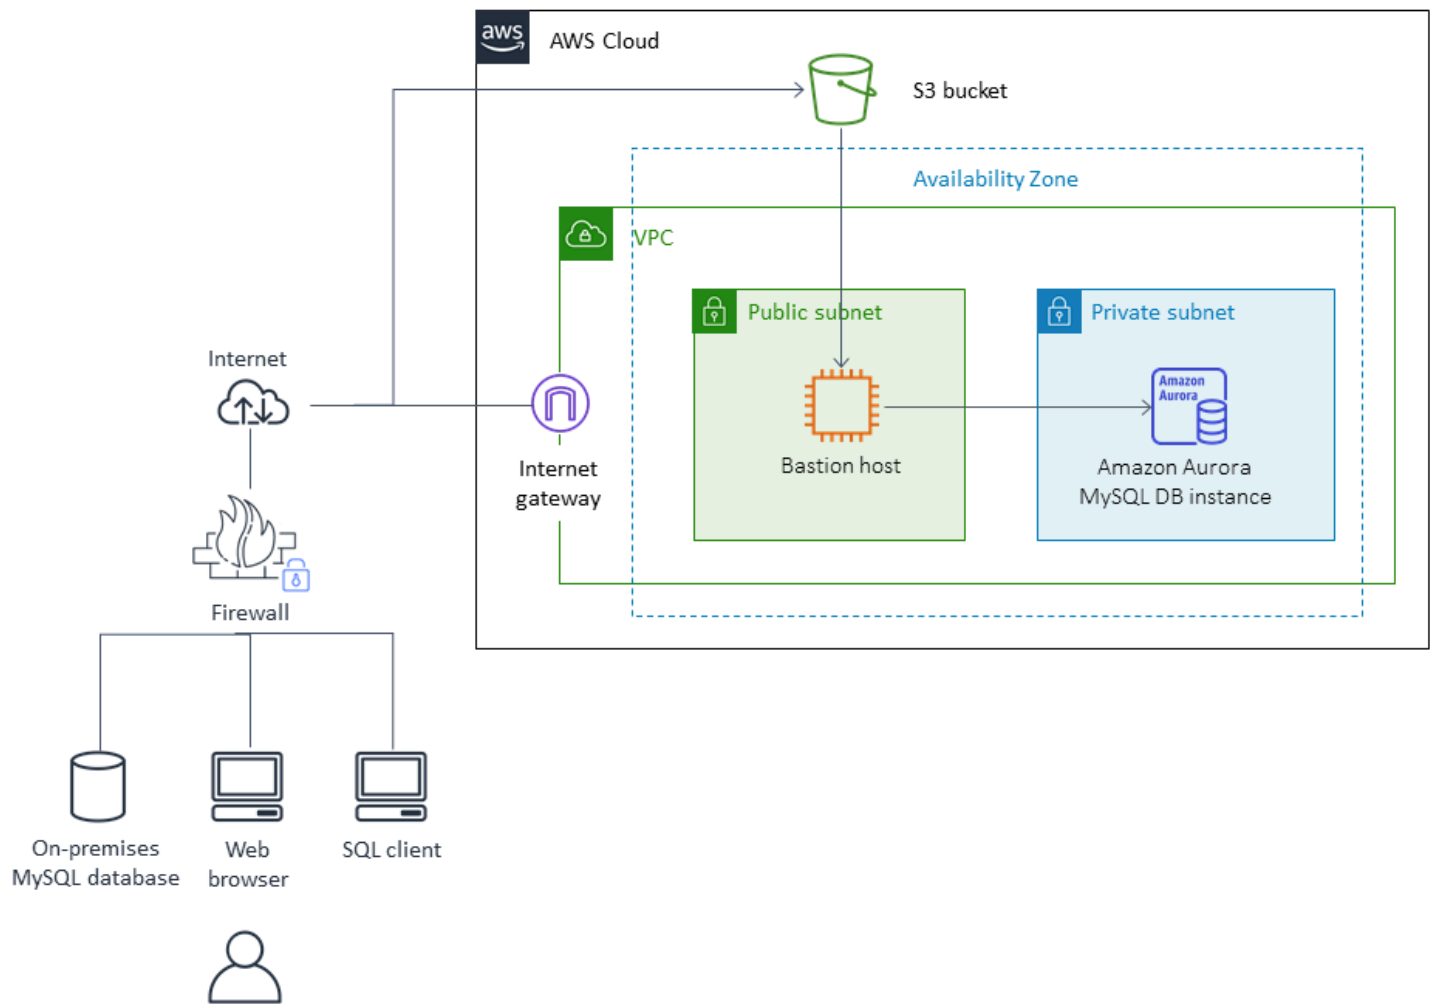 aws
AWS Cloud
S3 bucket
Availability Zone
VPC
Public subnet
Private subnet
Internet
Amazon
Aurora
Bastion host
Amazon Aurora
MySQL DB instance
Internet
gateway
Firewall
On-premises
MySQL database
Web
browser
SQL client